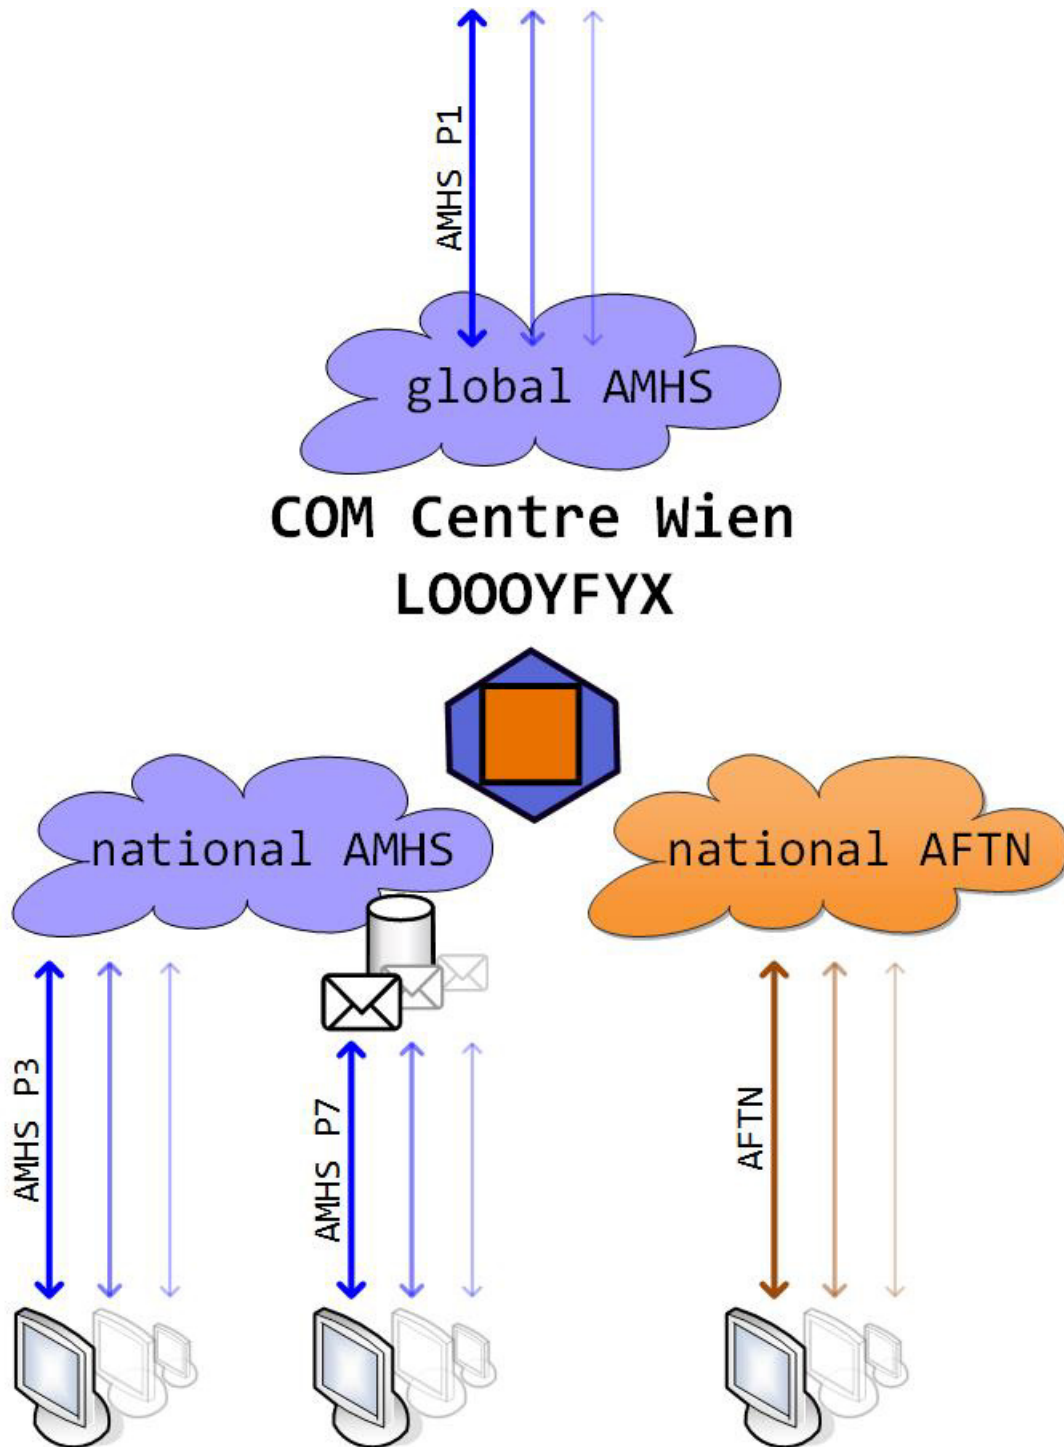 AMHS P1
global AMHS
COM Centre Wien
LOOOYFYX
national AMHS
national AFTN
AMHS P3
AMHS P7
AFTN